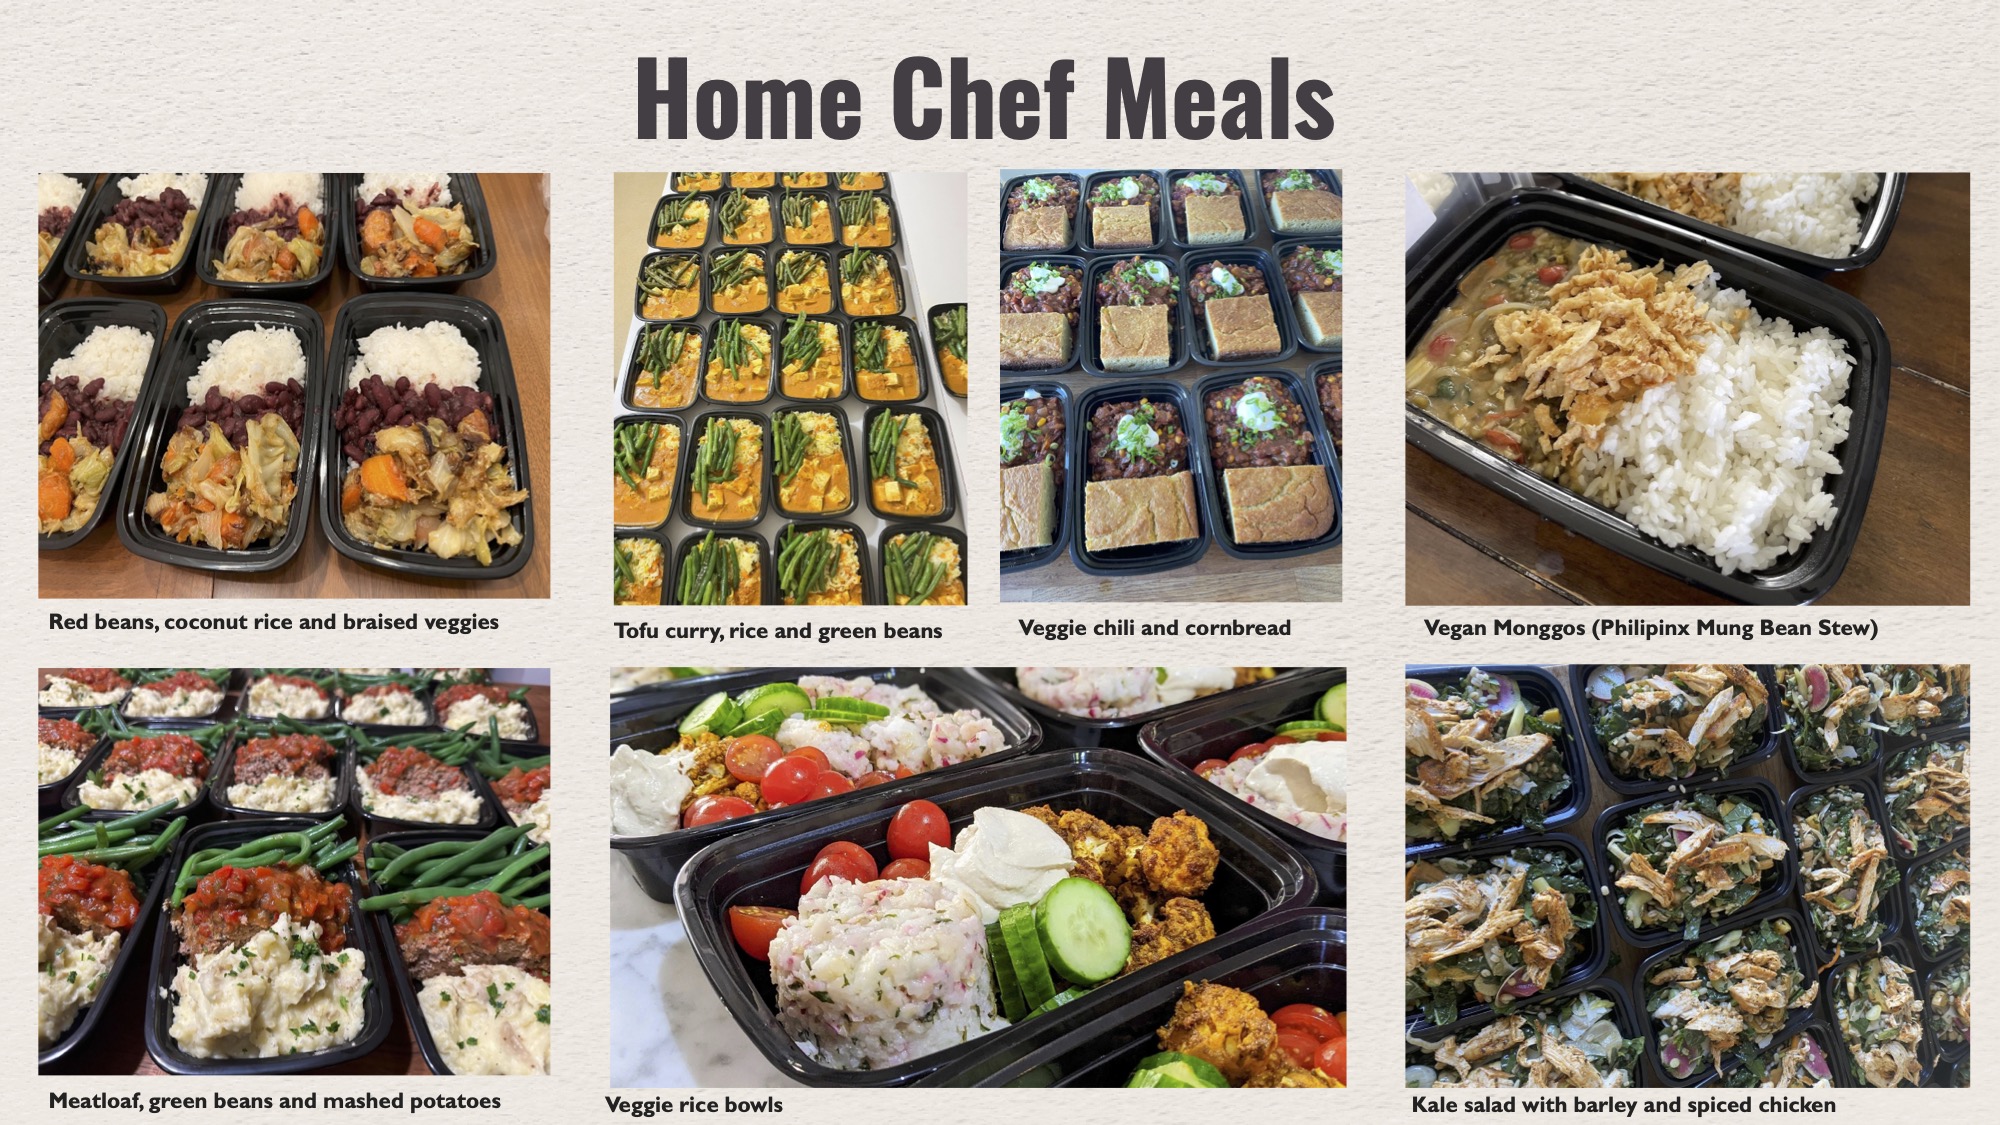 Home Chef Meals
Red beans, coconut rice and braised veggies
Tofu curry, rice and green beans
Veggie chili and cornbread
Vegan Monggos (Philipinx Mung Bean Stew)
Meatloaf, green beans and mashed potatoes
Veggie rice bowls
Kale salad with barley and spiced chicken